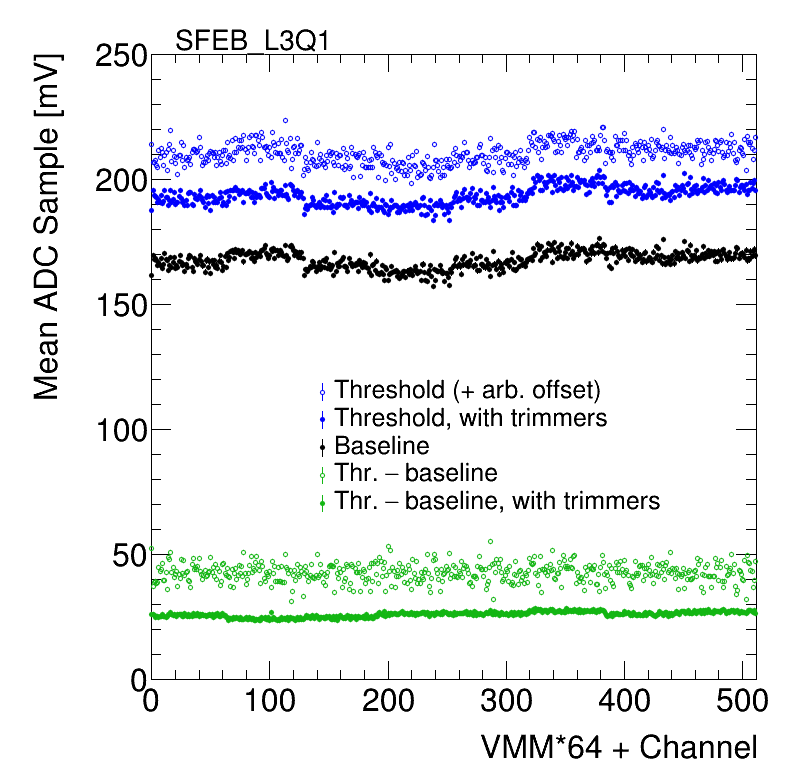 SFEB_L3Q1
Mean ADC Sample [mV]
250
200
150
100
50
0
Threshold (+ arb. offset)
Threshold, with trimmers
Baseline
Thr. – baseline
Thr. – baseline, with trimmers
0 100 200 300 400 500
VMM*64 + Channel